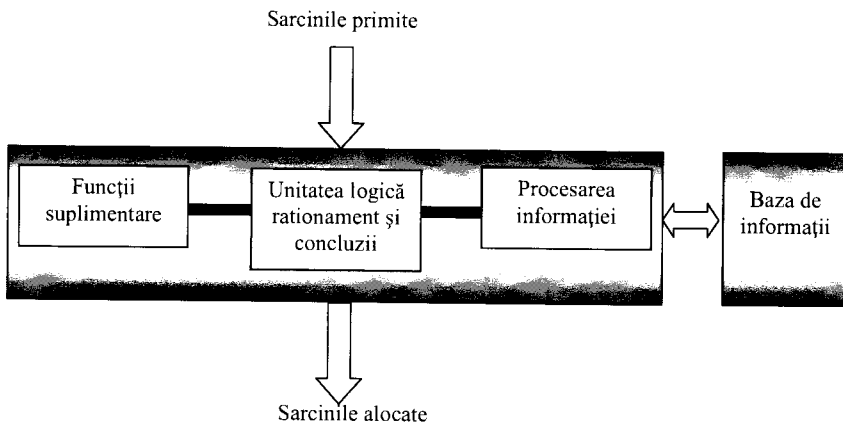 Sarcinile primite
Funcții
suplimentare
Unitatea logică
rationament și
concluzii
Procesarea
informației
Baza de
informații
Sarcinile alocate